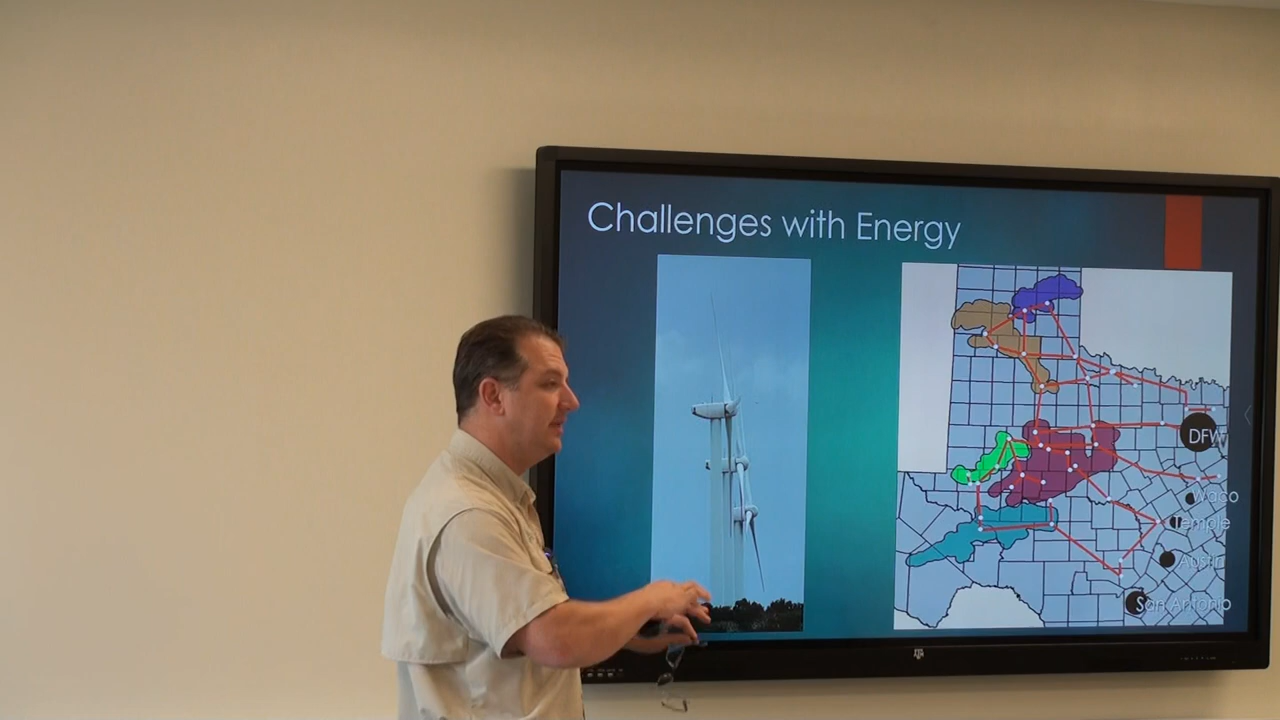 Challenges with Energy
DFW
Waco
Temple
Austin
San Antonio